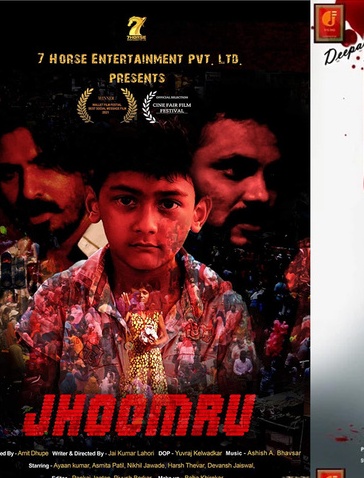 7
7HORSE
7 HORSE ENTERTAINMENT PVT. LTD.
PRESENTS
WINNER
OFFICIAL SELECTION
CINE FAIR FILM
FESTIVAL
Deepa
JHOOMRU
ed By - Amit Dhupe Writer & Directed By - Jai Kumar Lahori DOP - Yuvraj Kelwadkar Music - Ashish A. Bhavsar
Starring - Ayaan kumar, Asmita Patil, Nikhil Jawade, Harsh Thevar, Devansh Jaiswal,